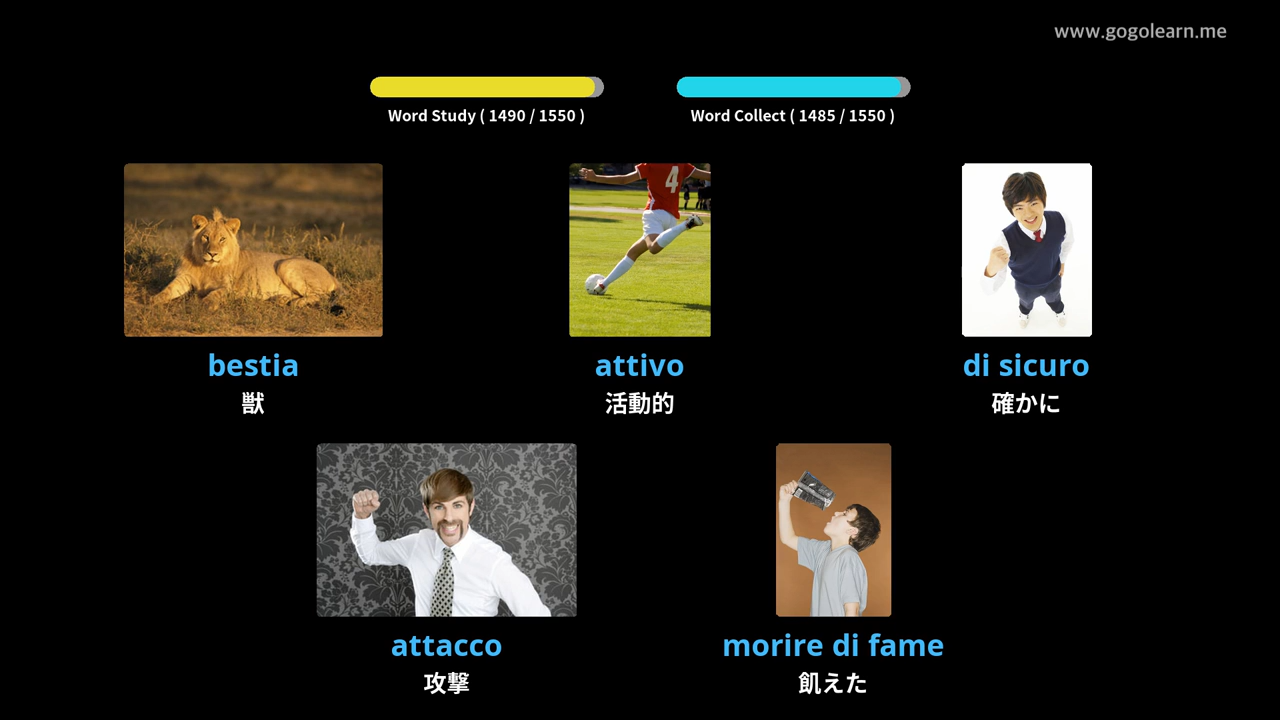 www.gogolearn.me
Word Study ( 1490 / 1550 )
Word Collect ( 1485 / 1550 )
4
bestia
獣
attivo
活動的
di sicuro
確かに
attacco
攻撃
morire di fame
飢えた